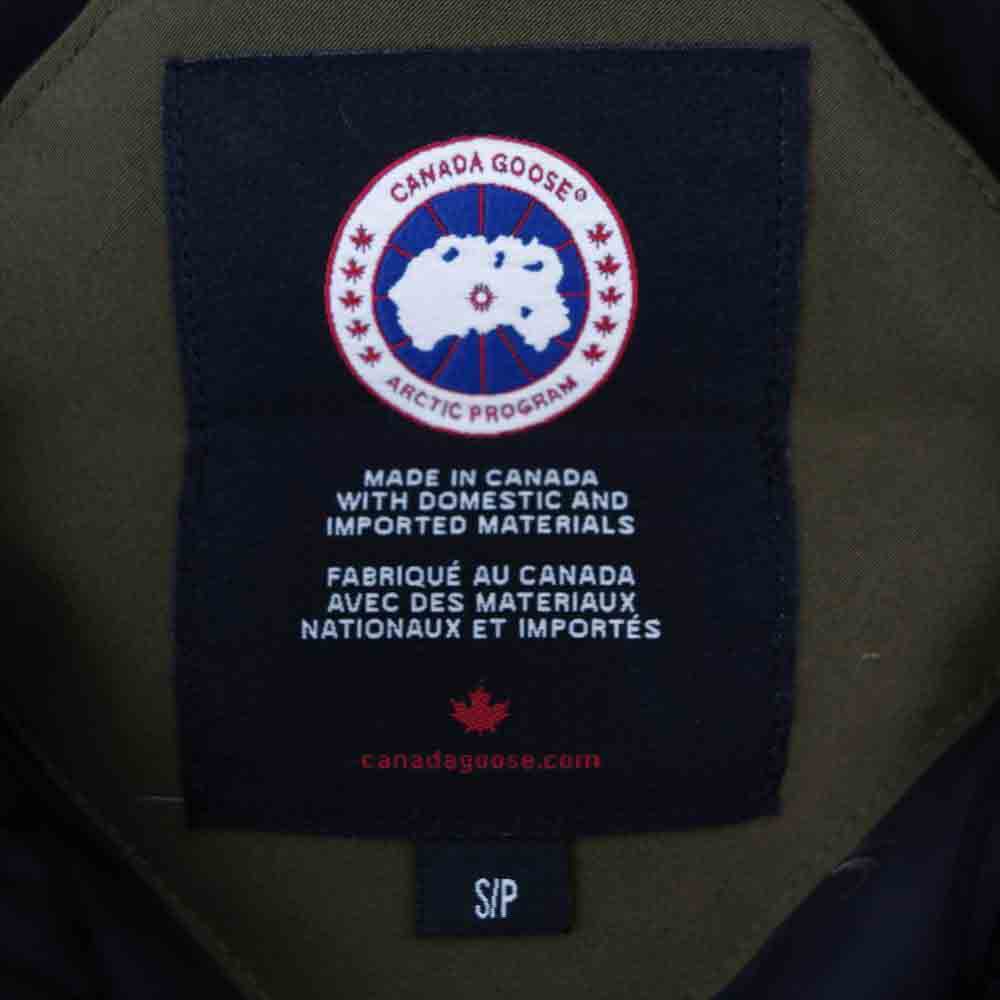 CANADA GOOSE®
ARCTIC PROGRAM
MADE IN CANADA
WITH DOMESTIC AND
IMPORTED MATERIALS
FABRIQUÉ AU CANADA
AVEC DES MATERIAUX
NATIONAUX ET IMPORTÉS
canadagoose.com
S/P